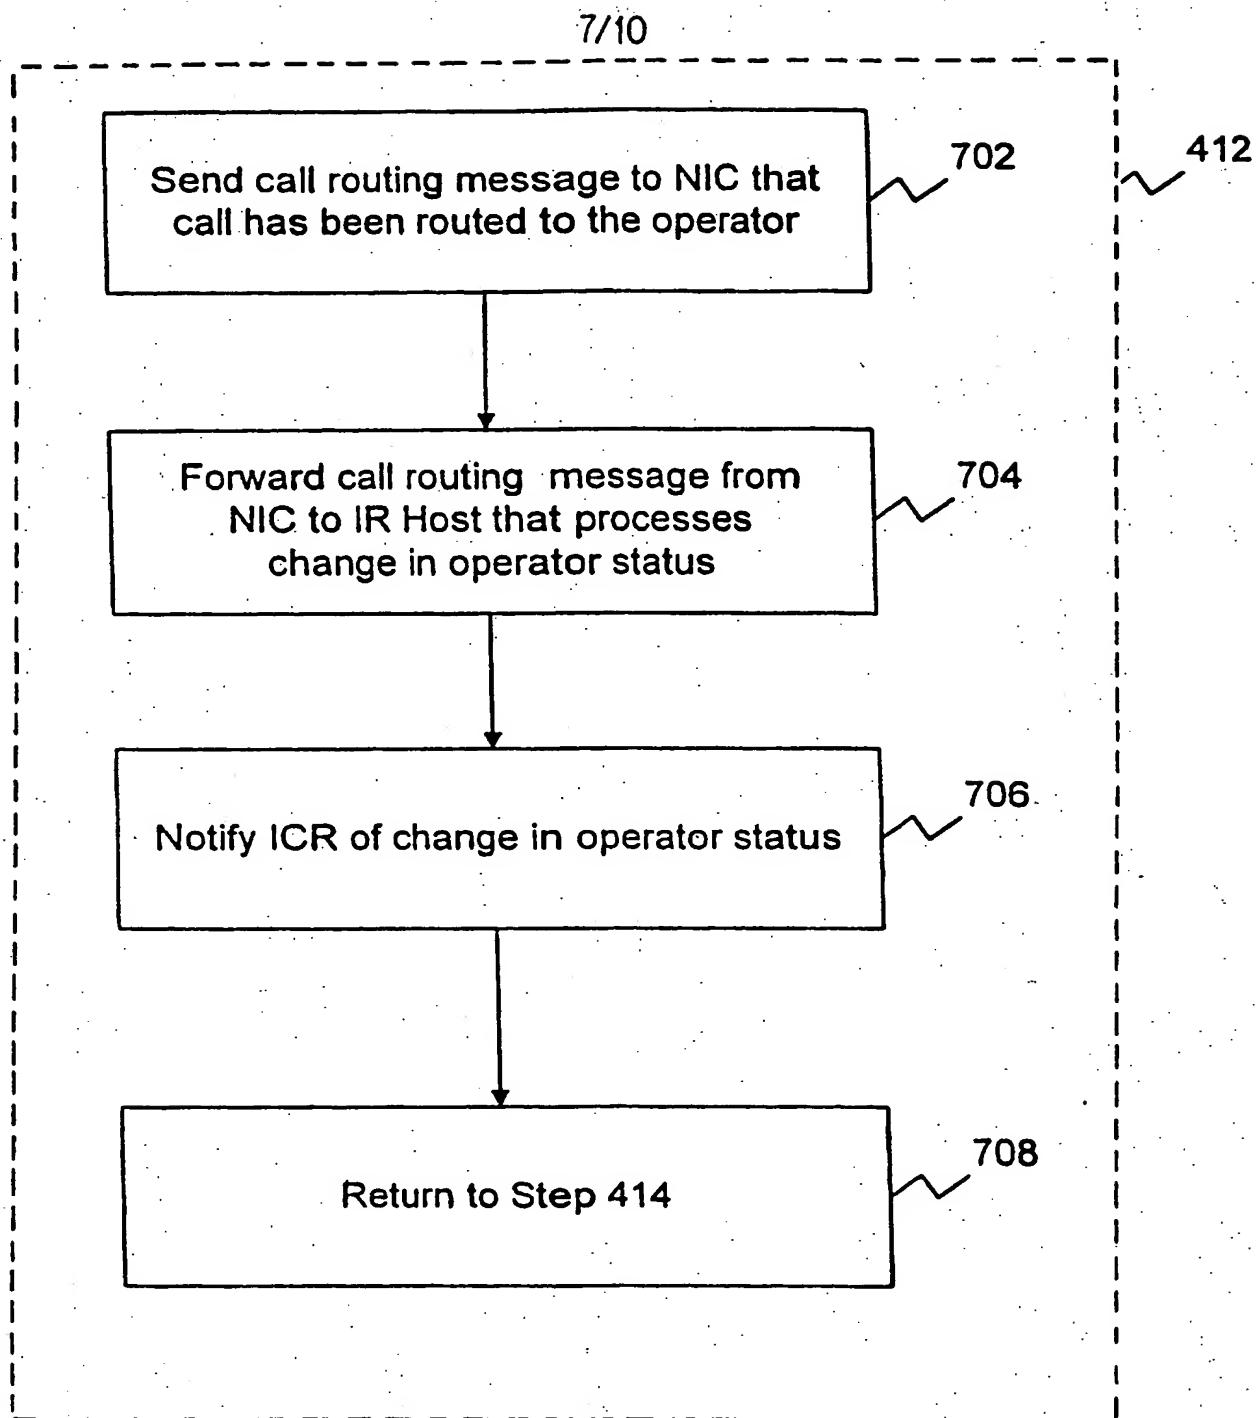 7/10
Send call routing message to NIC that
call has been routed to the operator
702
412
Forward call routing message from
NIC to IR Host that processes
change in operator status
704
Notify ICR of change in operator status
706
Return to Step 414
708